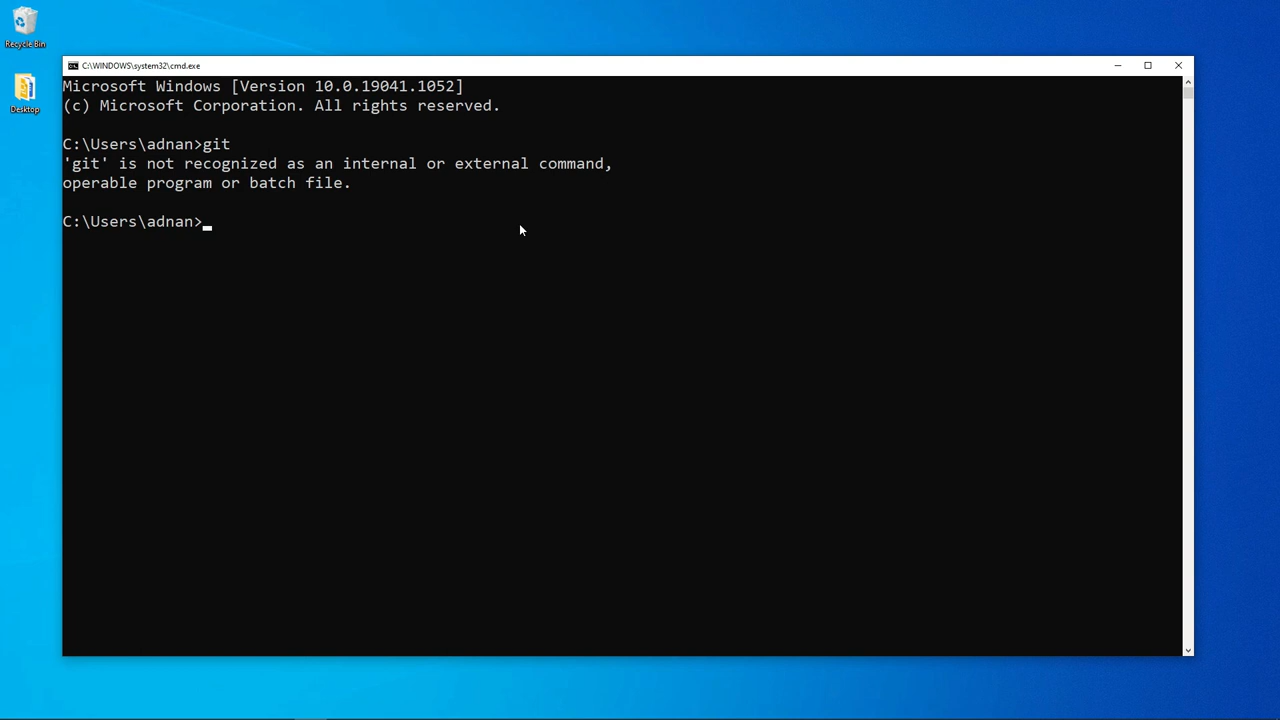 Recycle Bin
Desktop
C:\WINDOWS\system32\cmd.exe
Microsoft Windows [Version 10.0.19041.1052]
(c) Microsoft Corporation. All rights reserved.
C:\Users\adnan>git
'git' is not recognized as an internal or external command,
operable program or batch file.
C:\Users\adnan>